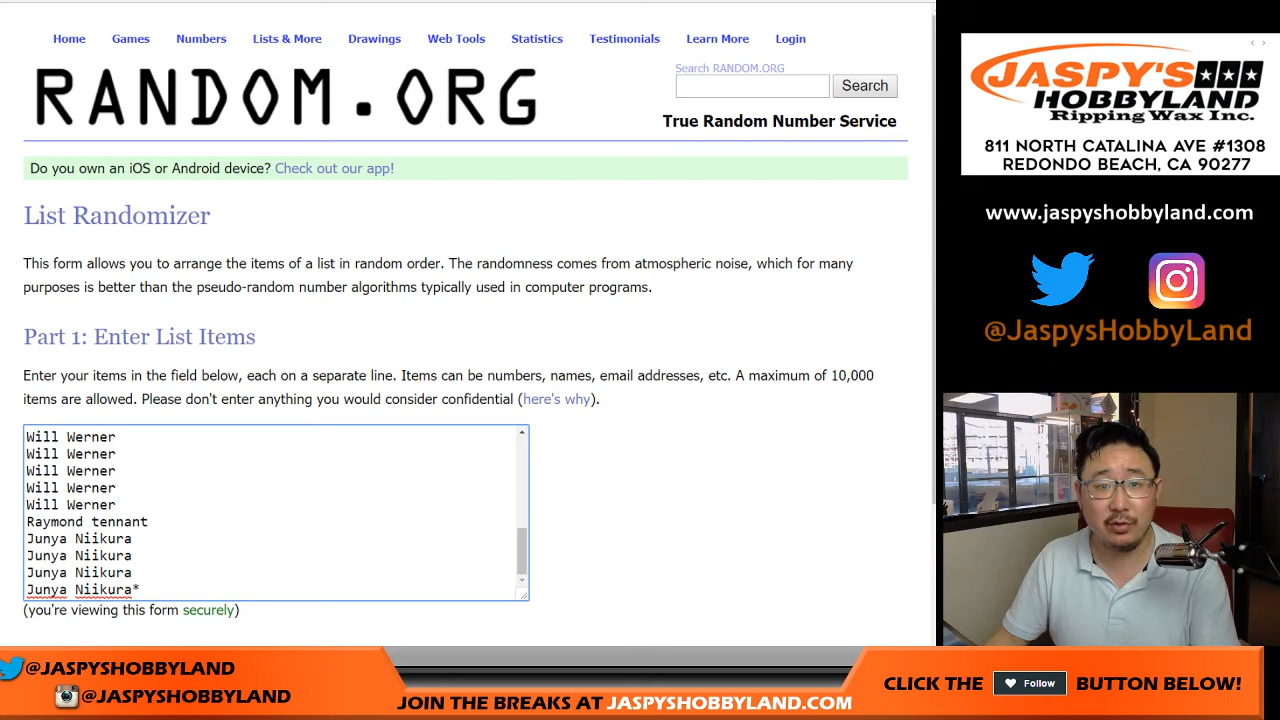 Home Games Numbers Lists & More Drawings Web Tools Statistics Testimonials Learn More Login
RANDOM.ORG
Search RANDOM.ORG
Search
True Random Number Service
Do you own an iOS or Android device? Check out our app!
List Randomizer
This form allows you to arrange the items of a list in random order. The randomness comes from atmospheric noise, which for many
purposes is better than the pseudo-random number algorithms typically used in computer programs.
Part 1: Enter List Items
Enter your items in the field below, each on a separate line. Items can be numbers, names, email addresses, etc. A maximum of 10,000
items are allowed. Please don't enter anything you would consider confidential (here's why).
Will Werner
Will Werner
Will Werner
Will Werner
Will Werner
Raymond tennant
Junya Niikura
Junya Niikura
Junya Niikura
Junya Niikura*
(you're viewing this form securely)
JASPY'S
HOBBYLAND
Ripping Wax Inc.
811 NORTH CATALINA AVE #1308
REDONDO BEACH, CA 90277
www.jaspyshobbyland.com
@JaspysHobbyLand
@JASPYSHOBBYLAND
@JASPYSHOBBYLAND
JOIN THE BREAKS AT JASPYSHOBBYLAND.COM
CLICK THE Follow BUTTON BELOW!